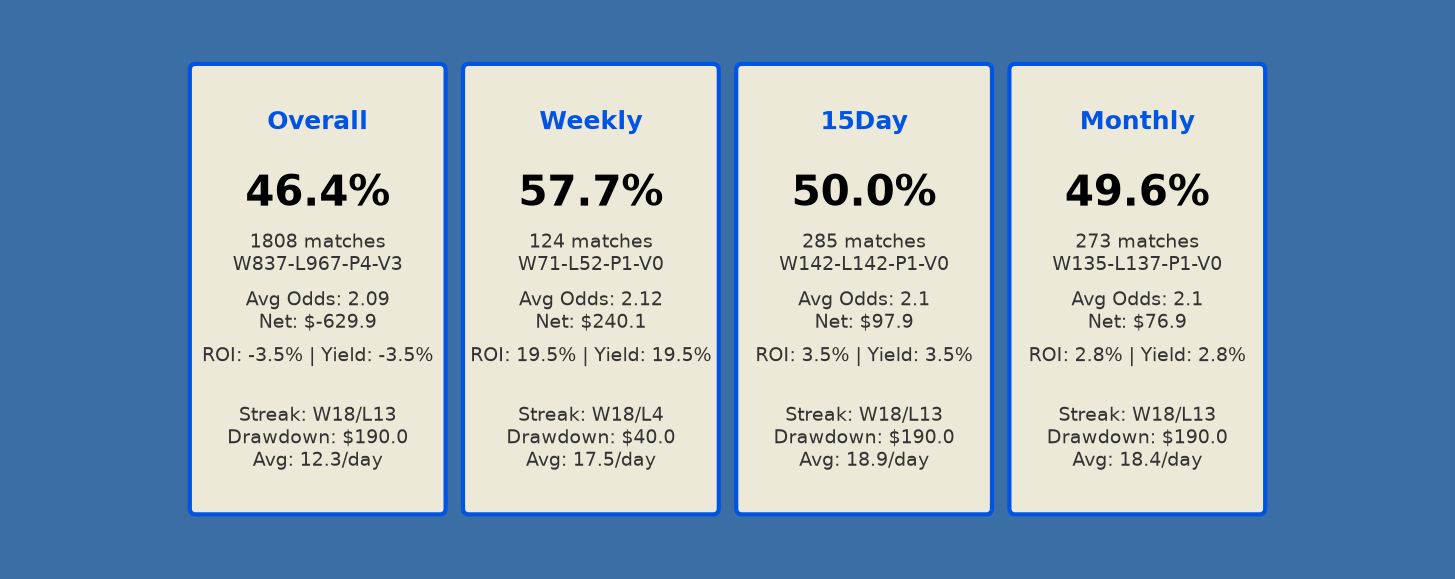 Overall
46.4%
1808 matches
W837-L967-P4-V3
Avg Odds: 2.09
Net: $-629.9
ROI: -3.5% | Yield: -3.5%
Streak: W18/L13
Drawdown: $190.0
Avg: 12.3/day
Weekly
57.7%
124 matches
W71-L52-P1-V0
Avg Odds: 2.12
Net: $240.1
ROI: 19.5% | Yield: 19.5%
Streak: W18/L4
Drawdown: $40.0
Avg: 17.5/day
15Day
50.0%
285 matches
W142-L142-P1-V0
Avg Odds: 2.1
Net: $97.9
ROI: 3.5% | Yield: 3.5%
Streak: W18/L13
Drawdown: $190.0
Avg: 18.9/day
Monthly
49.6%
273 matches
W135-L137-P1-V0
Avg Odds: 2.1
Net: $76.9
ROI: 2.8% | Yield: 2.8%
Streak: W18/L13
Drawdown: $190.0
Avg: 18.4/day